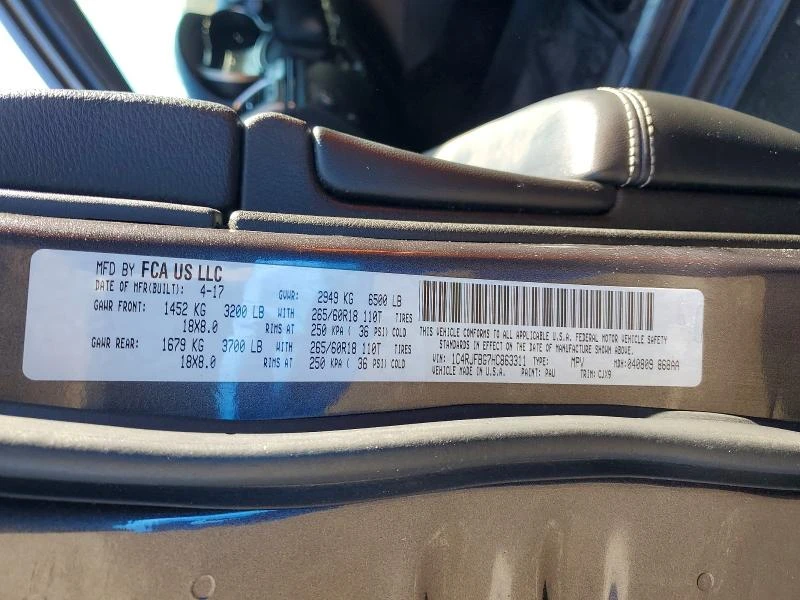 MFD BY FCA US LLC
DATE OF MFR(BUILT): 4-17 GVWR: 2949 KG 6500 LB
GAWR FRONT: 1452 KG 3200 LB WITH 265/60R18 110T TIRES
18X8.0 RIMS AT 250 KPA ( 36 PSI) COLD
GAWR REAR: 1679 KG 3700 LB WITH 265/60R18 110T TIRES
18X8.0 RIMS AT 250 KPA ( 36 PSI) COLD
THIS VEHICLE CONFORMS TO ALL APPLICABLE U.S.A. FEDERAL MOTOR VEHICLE SAFETY
STANDARDS IN EFFECT ON THE DATE OF MANUFACTURE SHOWN ABOVE.
VIN: 1C4RJFBG7HC863311 TYPE: MPV MDH: 040809 868AA
VEHICLE MADE IN U.S.A. PAINT: PAU TRIM: CJX9